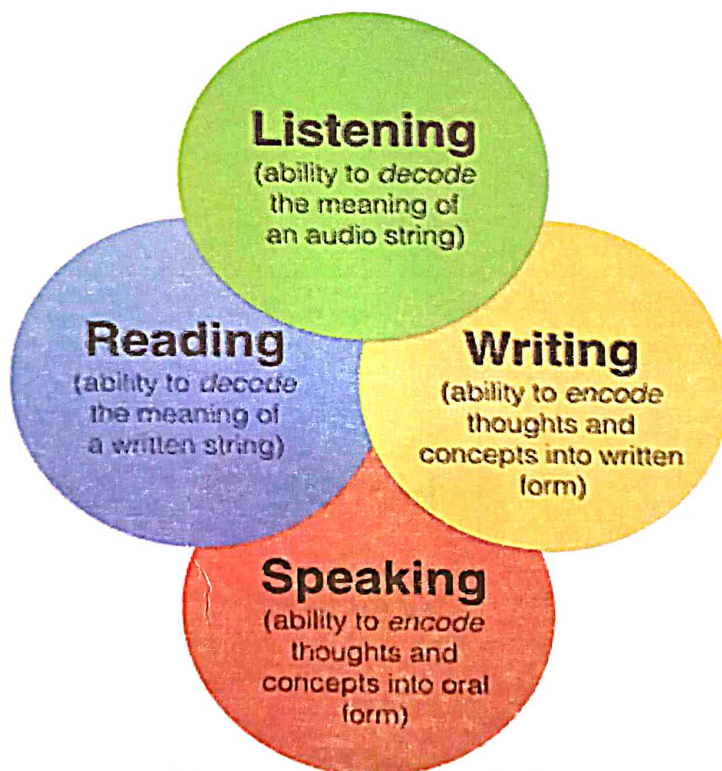 Listening
(ability to decode
the meaning of
an audio string)
Reading
(ability to decode
the meaning of
a written string)
Writing
(ability to encode
thoughts and
concepts into written
form)
Speaking
(ability to encode
thoughts and
concepts into oral
form)